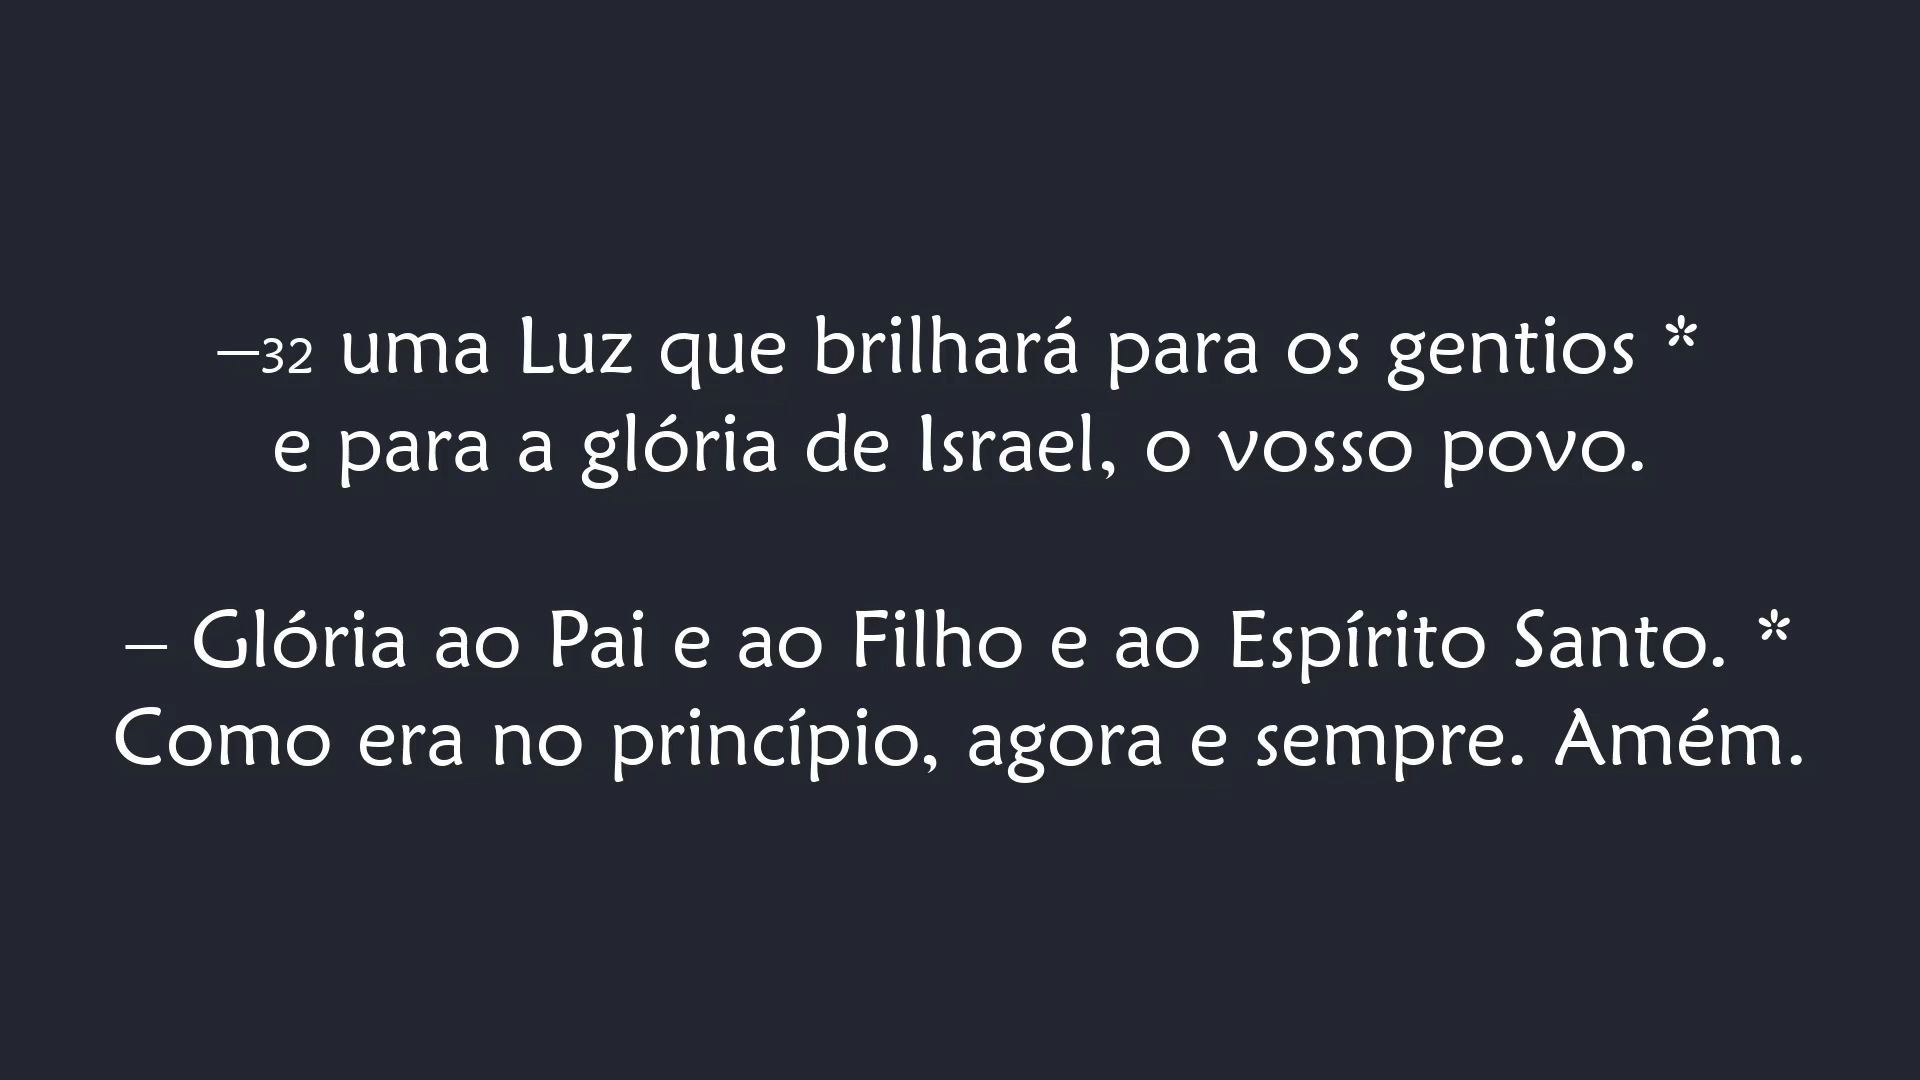 –32 uma Luz que brilhará para os gentios *
e para a glória de Israel, o vosso povo.
– Glória ao Pai e ao Filho e ao Espírito Santo. *
Como era no princípio, agora e sempre. Amém.